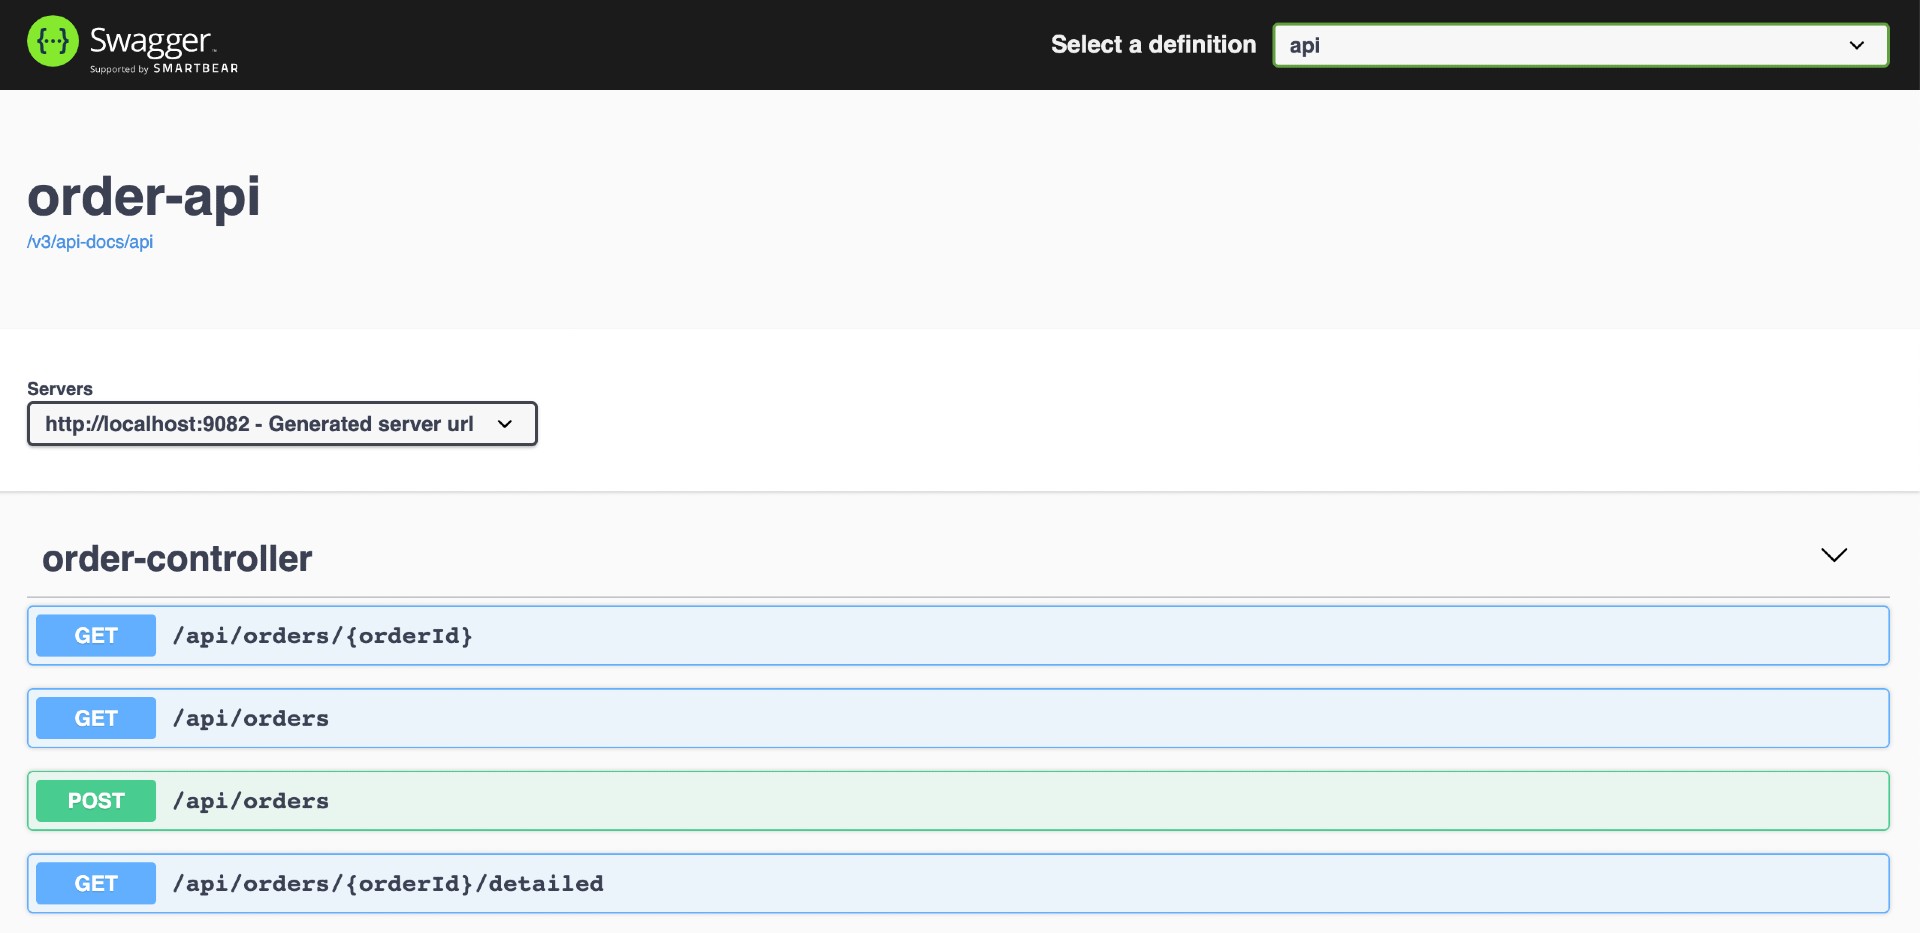 Swagger™
Supported by SMARTBEAR
Select a definition
api
order-api
/v3/api-docs/api
Servers
http://localhost:9082 - Generated server url
order-controller
GET /api/orders/{orderId}
GET /api/orders
POST /api/orders
GET /api/orders/{orderId}/detailed